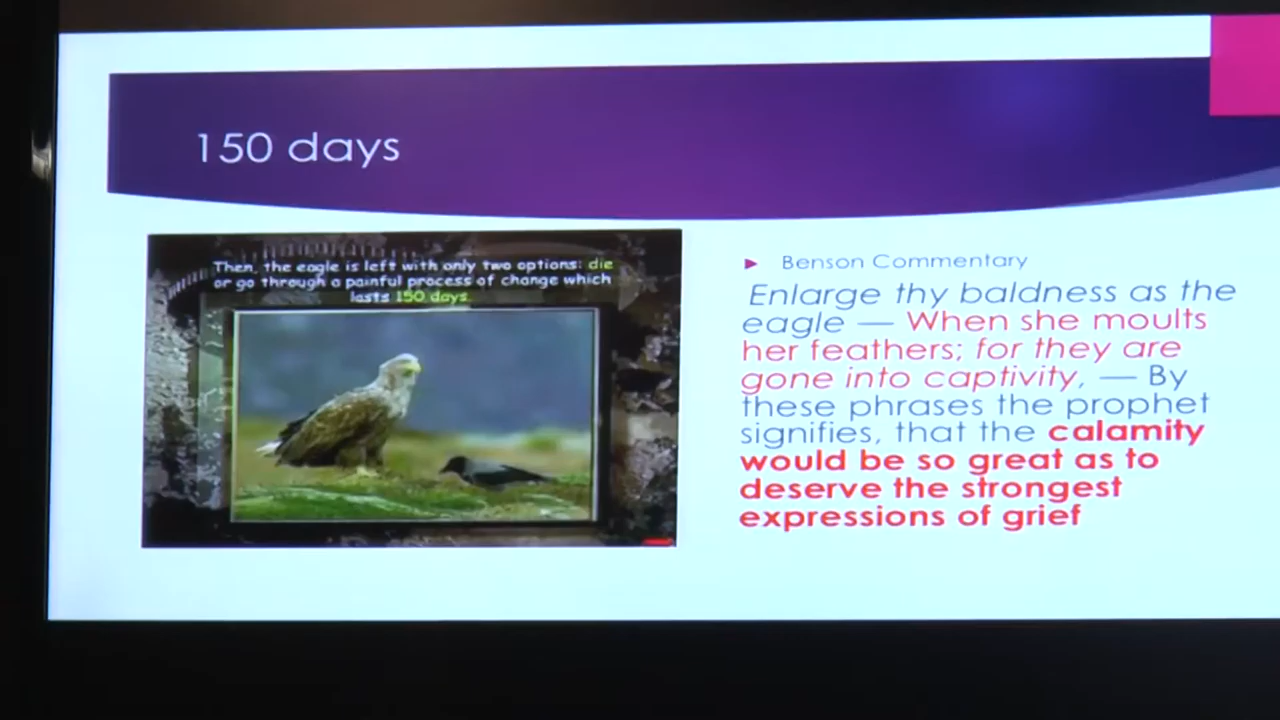 150 days
Then, the eagle is left with only two options: die
or go through a painful process of change which
lasts 150 days.
Benson Commentary
Enlarge thy baldness as the
eagle — When she moults
her feathers; for they are
gone into captivity, — By
these phrases the prophet
signifies, that the calamity
would be so great as to
deserve the strongest
expressions of grief